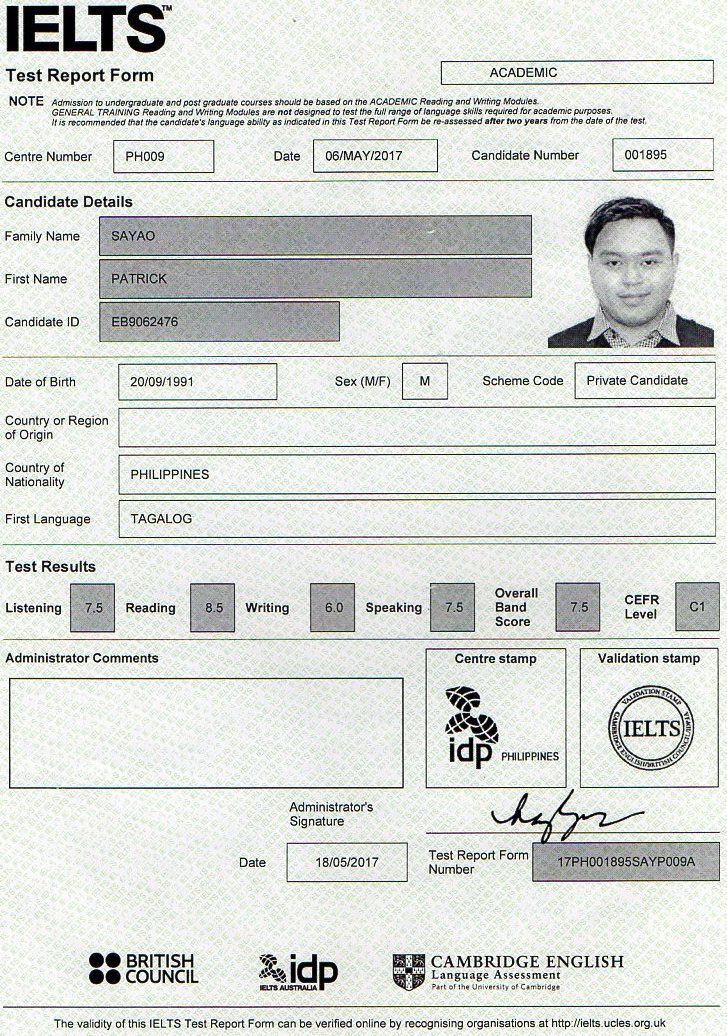 IELTS™
Test Report Form
ACADEMIC
NOTE Admission to undergraduate and post graduate courses should be based on the ACADEMIC Reading and Writing Modules.
GENERAL TRAINING Reading and Writing Modules are not designed to test the full range of language skills required for academic purposes.
It is recommended that the candidate's language ability as indicated in this Test Report Form be re-assessed after two years from the date of the test.
Centre Number PH009 Date 06/MAY/2017 Candidate Number 001895
Candidate Details
Family Name SAYAO
First Name PATRICK
Candidate ID EB9062476
Date of Birth 20/09/1991 Sex (M/F) M Scheme Code Private Candidate
Country or Region
of Origin
Country of
Nationality
PHILIPPINES
First Language TAGALOG
Test Results
Listening 7.5 Reading 8.5 Writing 6.0 Speaking 7.5 Overall Band Score 7.5 CEFR Level C1
Administrator Comments
Centre stamp
Validation stamp
idp PHILIPPINES
VALIDATION STAMP
IELTS
CAMBRIDGE ENGLISH/BRITISH COUNCIL/IDP:IA
Administrator's
Signature
Date 18/05/2017
Test Report Form
Number
17PH001895SAYP009A
BRITISH
COUNCIL
idp
IELTS AUSTRALIA
CAMBRIDGE ENGLISH
Language Assessment
Part of the University of Cambridge
The validity of this IELTS Test Report Form can be verified online by recognising organisations at http://ielts.ucles.org.uk